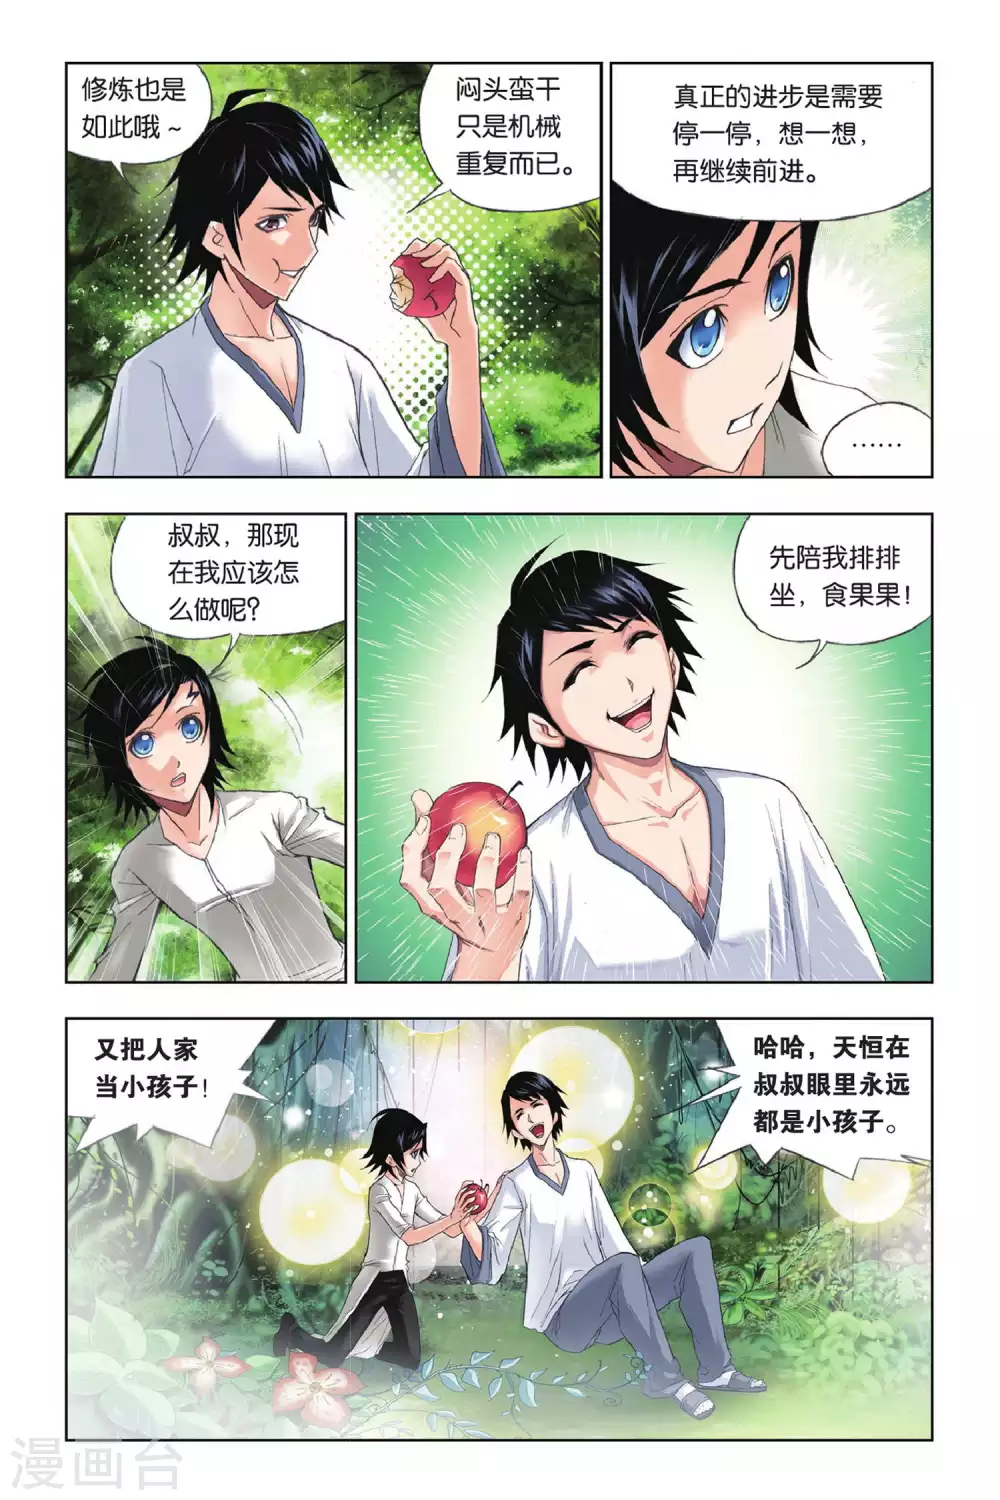 修炼也是
如此哦～
闷头蛮干
只是机械
重复而已。
真正的进步是需要
停一停，想一想，
再继续前进。
……
叔叔，那现
在我应该怎
么做呢？
先陪我排排
坐，食果果！
又把人家
当小孩子！
哈哈，天恒在
叔叔眼里永远
都是小孩子。
漫画台